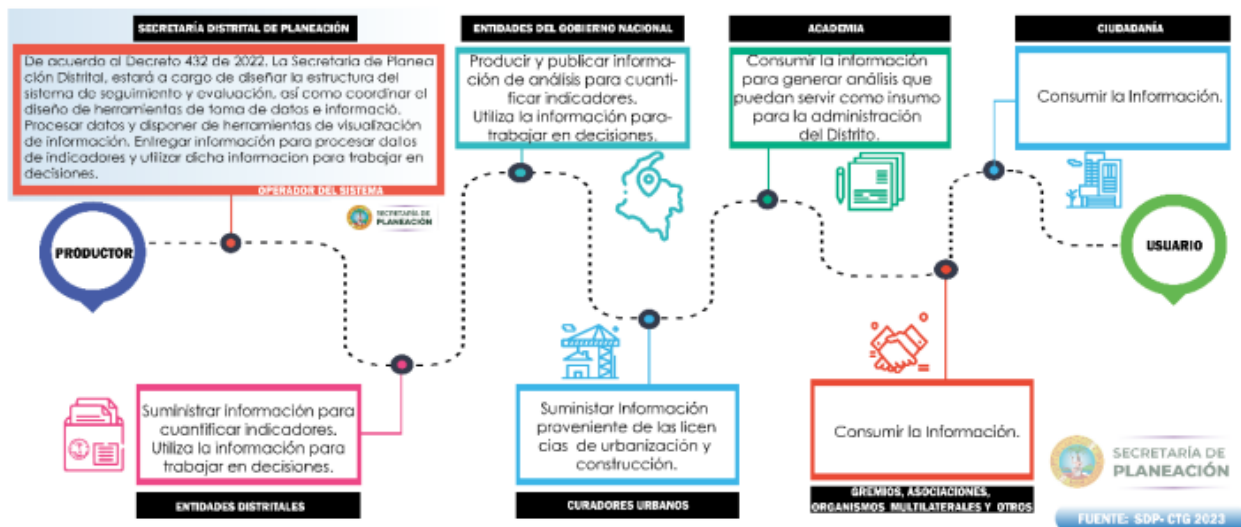 SECRETARÍA DISTRITAL DE PLANEACIÓN
De acuerdo al Decreto 432 de 2022, La Secretaría de Planea
ción Distrital, estará a cargo de diseñar la estructura del
sistema de seguimiento y evaluación, así como coordinar el
diseño de herramientas de toma de datos e informació.
Procesar datos y disponer de herramientas de visualización
de información. Entregar información para procesar datos
de indicadores y utilizar dicha informacion para trabajar en
decisiones.
OPERADOR DEL SISTEMA
SECRETARÍA DE
PLANEACIÓN
ENTIDADES DEL GOBIERNO NACIONAL
Producir y publicar informa-
ción de análisis para cuanti-
ficar indicadores.
Utiliza la información para-
trabajar en decisiones.
ACADEMIA
Consumir la información
para generar análisis que
puedan servir como insumo
para la administración
del Distrito.
CIUDADANÍA
Consumir la Información.
PRODUCTOR
USUARIO
Suministrar información para
cuantificar indicadores.
Utiliza la información para
trabajar en decisiones.
ENTIDADES DISTRITALES
Suministar Información
proveniente de las licen
cias de urbanización y
construcción.
CURADORES URBANOS
Consumir la Información.
GREMIOS, ASOCIACIONES,
ORGANISMOS MULTILATERALES Y OTROS
SECRETARÍA DE
PLANEACIÓN
FUENTE: SDP- CTG 2023